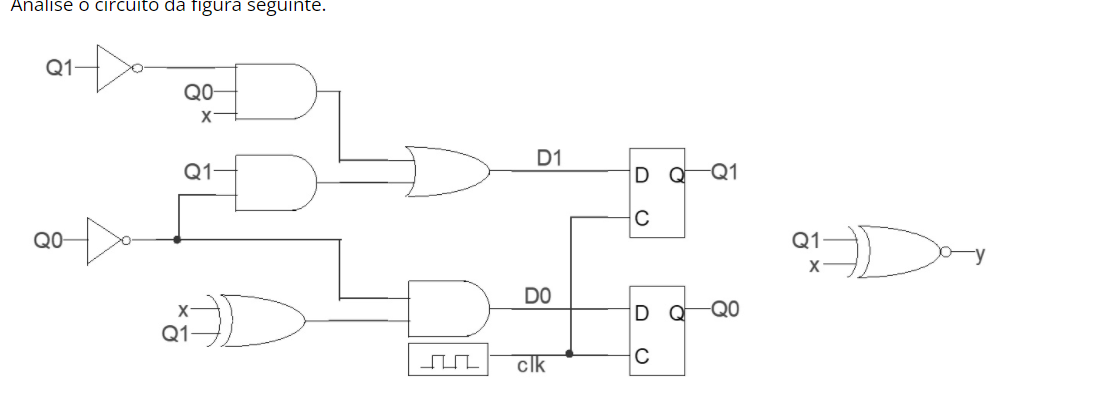 Analise o circuito da figura seguinte.
Q1
Q0
x
Q1
D1
D Q Q1
C
Q0
Q1
x
y
x
Q1
D0
D Q Q0
C
clk